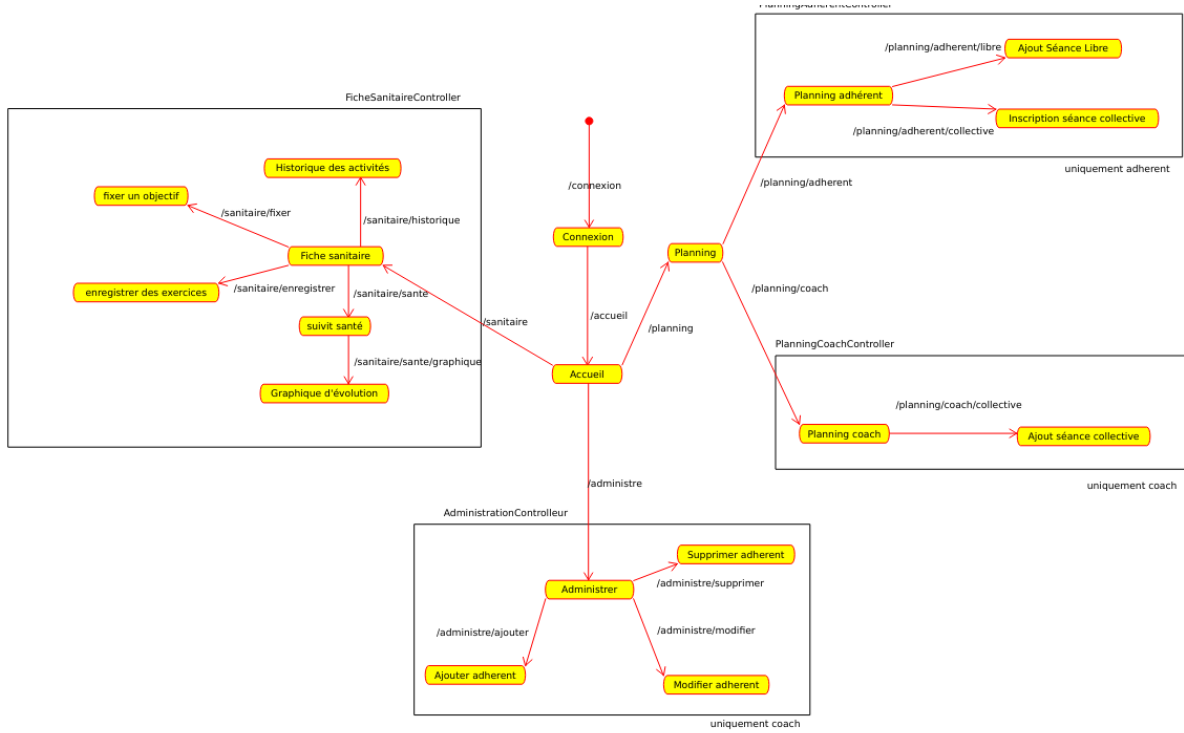 PlanningAdherentController
/planning/adherent/libre
Ajout Séance Libre
Planning adhérent
Inscription séance collective
/planning/adherent/collective
uniquement adherent
/planning/adherent
FicheSanitaireController
Historique des activités
fixer un objectif
/sanitaire/fixer
/sanitaire/historique
Fiche sanitaire
enregistrer des exercices
/sanitaire/enregistrer
/sanitaire/sante
suivit santé
/sanitaire/sante/graphique
Graphique d'évolution
/sanitaire
/connexion
Connexion
/accueil
Accueil
/planning
Planning
/planning/coach
PlanningCoachController
/planning/coach/collective
Planning coach
Ajout séance collective
uniquement coach
/administre
AdministrationControlleur
Supprimer adherent
Administrer
/administre/supprimer
/administre/ajouter
/administre/modifier
Ajouter adherent
Modifier adherent
uniquement coach